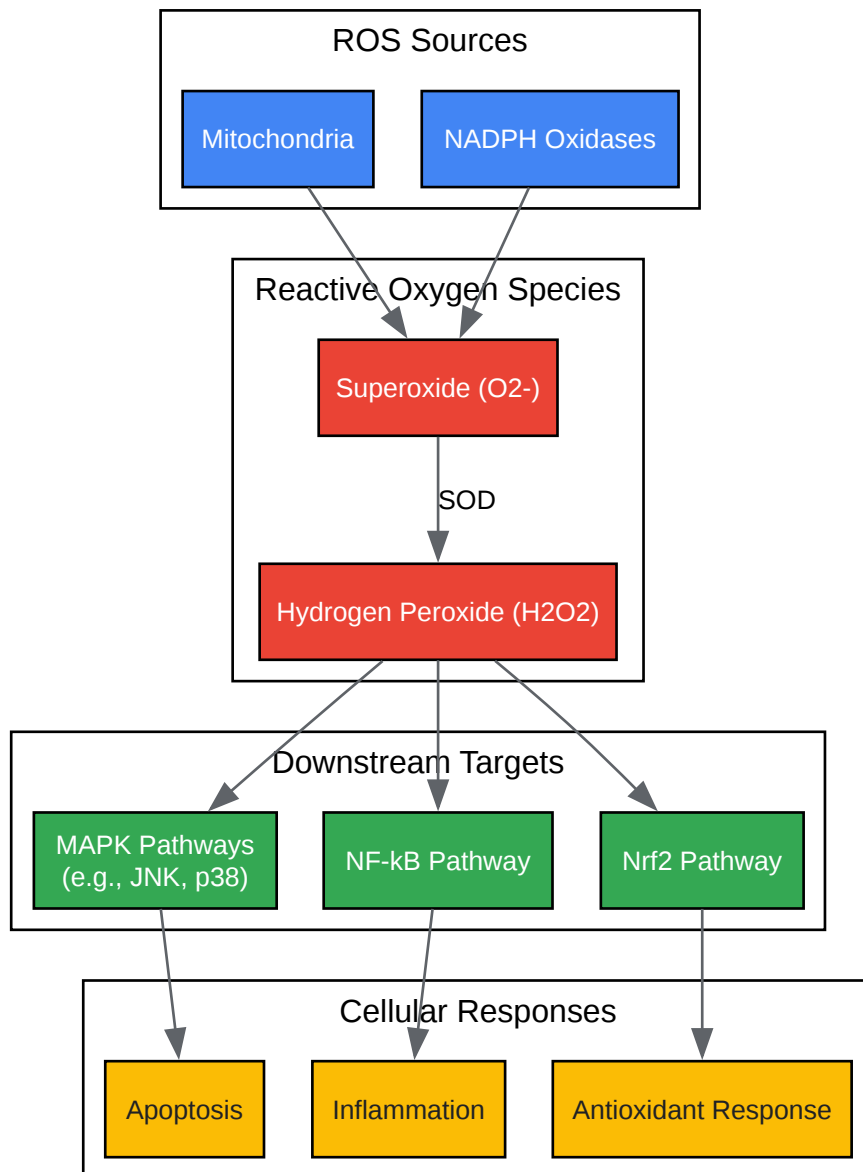 ROS Sources
Mitochondria
NADPH Oxidases
Reactive Oxygen Species
Superoxide (O2-)
SOD
Hydrogen Peroxide (H2O2)
Downstream Targets
MAPK Pathways
(e.g., JNK, p38)
NF-kB Pathway
Nrf2 Pathway
Cellular Responses
Apoptosis
Inflammation
Antioxidant Response